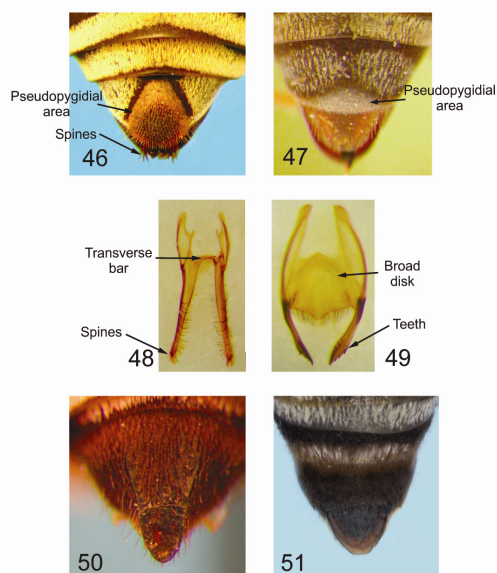 Pseudopygidial
area
Spines
46
Pseudopygidial
area
47
Transverse
bar
Spines
48
Broad
disk
Teeth
49
50
51